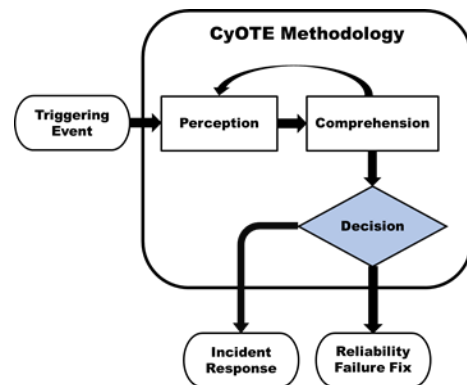 CyOTE Methodology
Triggering
Event
Perception
Comprehension
Decision
Incident
Response
Reliability
Failure Fix